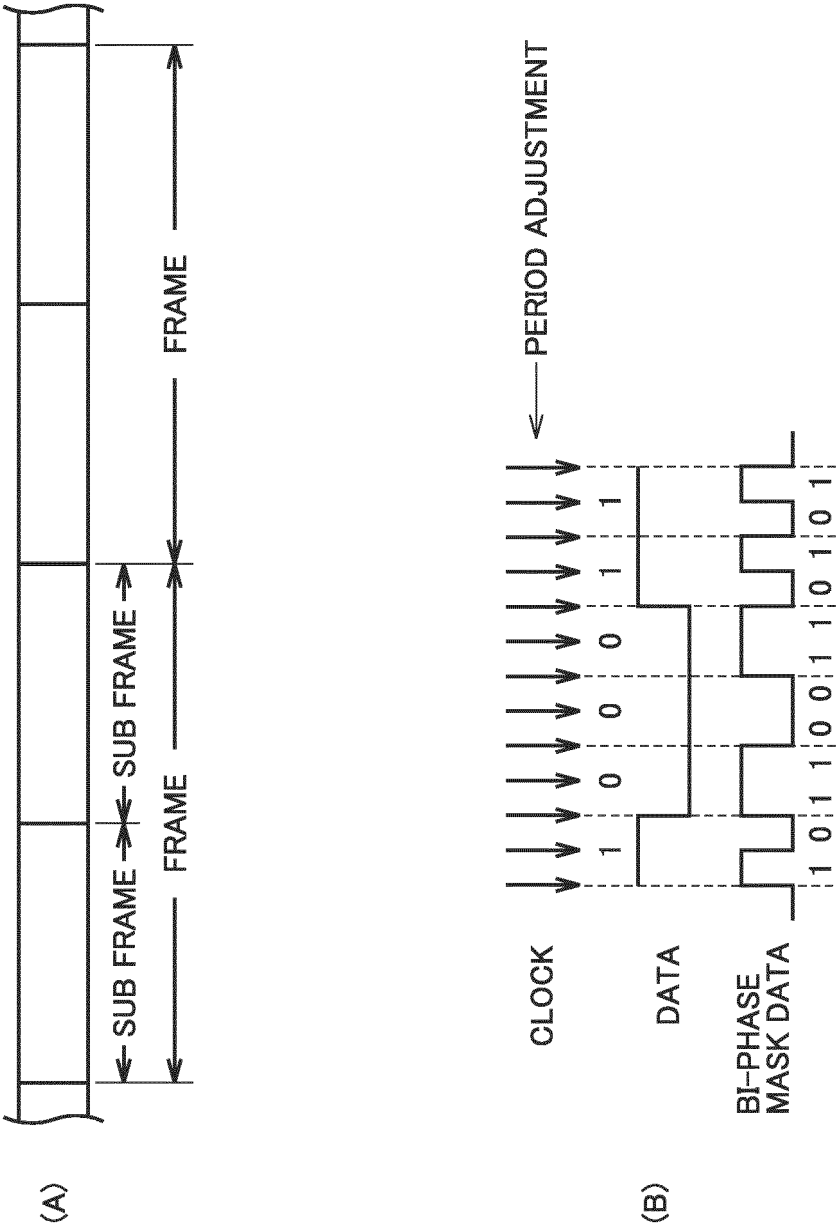 (A)
SUB FRAME SUB FRAME
FRAME FRAME
(B)
CLOCK PERIOD ADJUSTMENT
1 0 0 0 1 1
DATA
BI-PHASE
MASK DATA
1 0 1 1 0 0 1 1 0 1 0 1